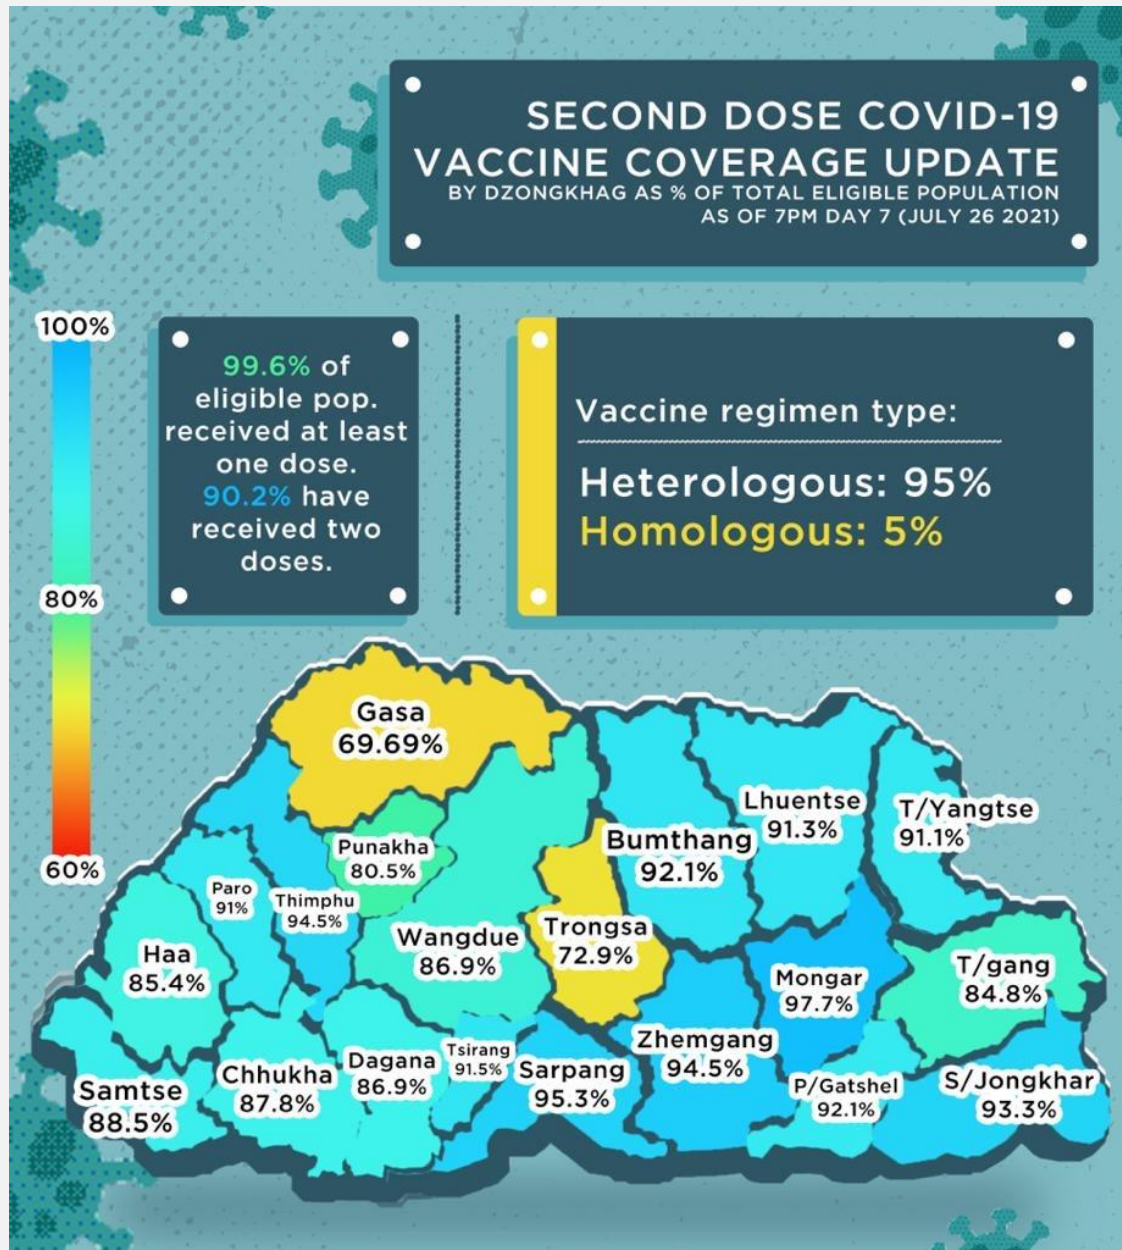 SECOND DOSE COVID-19
VACCINE COVERAGE UPDATE
BY DZONGKHAG AS % OF TOTAL ELIGIBLE POPULATION
AS OF 7PM DAY 7 (JULY 26 2021)
100%
80%
60%
99.6% of
eligible pop.
received at least
one dose.
90.2% have
received two
doses.
Vaccine regimen type:
Heterologous: 95%
Homologous: 5%
Gasa
69.69%
Punakha
80.5%
Paro
91%
Thimphu
94.5%
Haa
85.4%
Wangdue
86.9%
Trongsa
72.9%
Bumthang
92.1%
Lhuentse
91.3%
T/Yangtse
91.1%
Mongar
97.7%
T/gang
84.8%
Samtse
88.5%
Chhukha
87.8%
Dagana
86.9%
Tsirang
91.5%
Sarpang
95.3%
Zhemgang
94.5%
P/Gatshel
92.1%
S/Jongkhar
93.3%